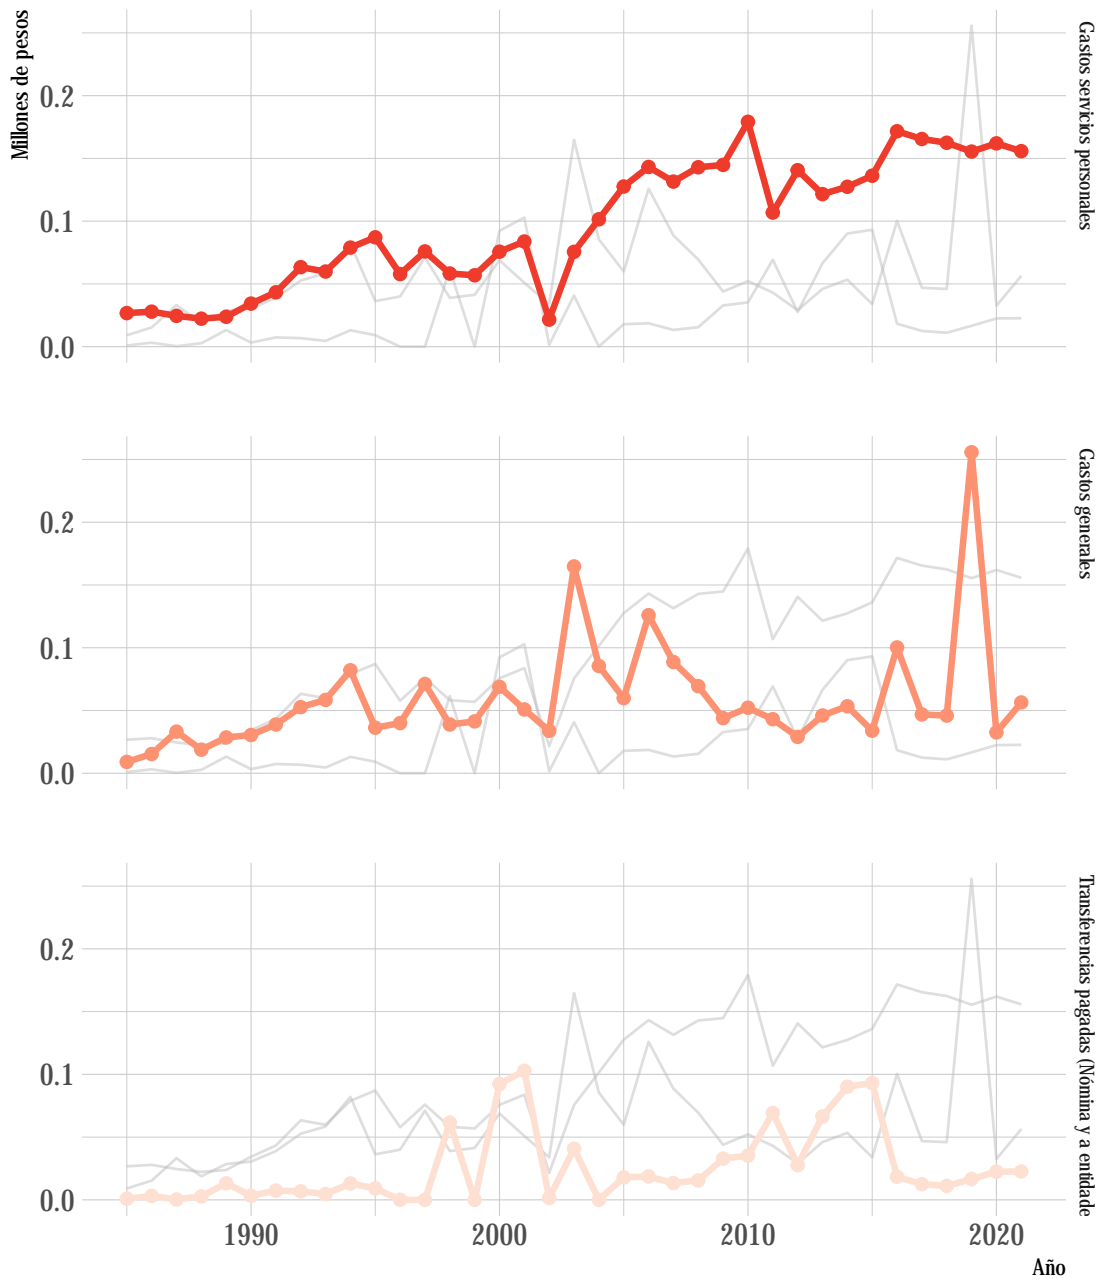 Millones de pesos
Gastos servicios personales
0.2
0.1
0.0
Gastos generales
0.2
0.1
0.0
Transferencias pagadas (Nómina y a entidade
0.2
0.1
0.0
1990 2000 2010 2020
Año